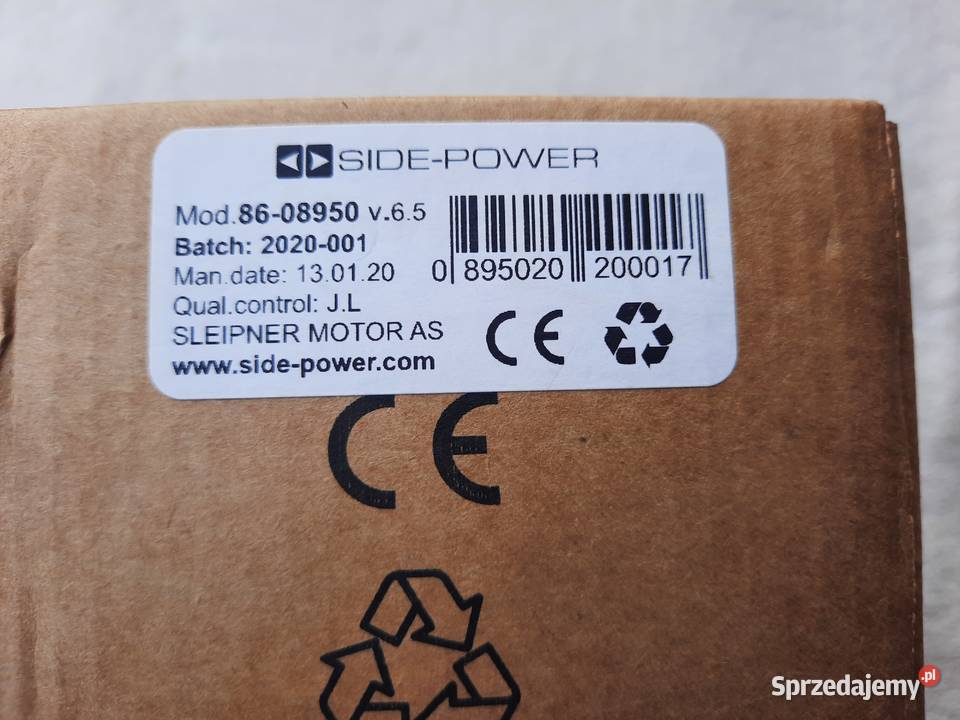 SIDE-POWER
Mod.86-08950 v.6.5
Batch: 2020-001
Man.date: 13.01.20
Qual.control: J.L
SLEIPNER MOTOR AS
www.side-power.com
0 895020 200017
CE
CE
Sprzedajemy.pl